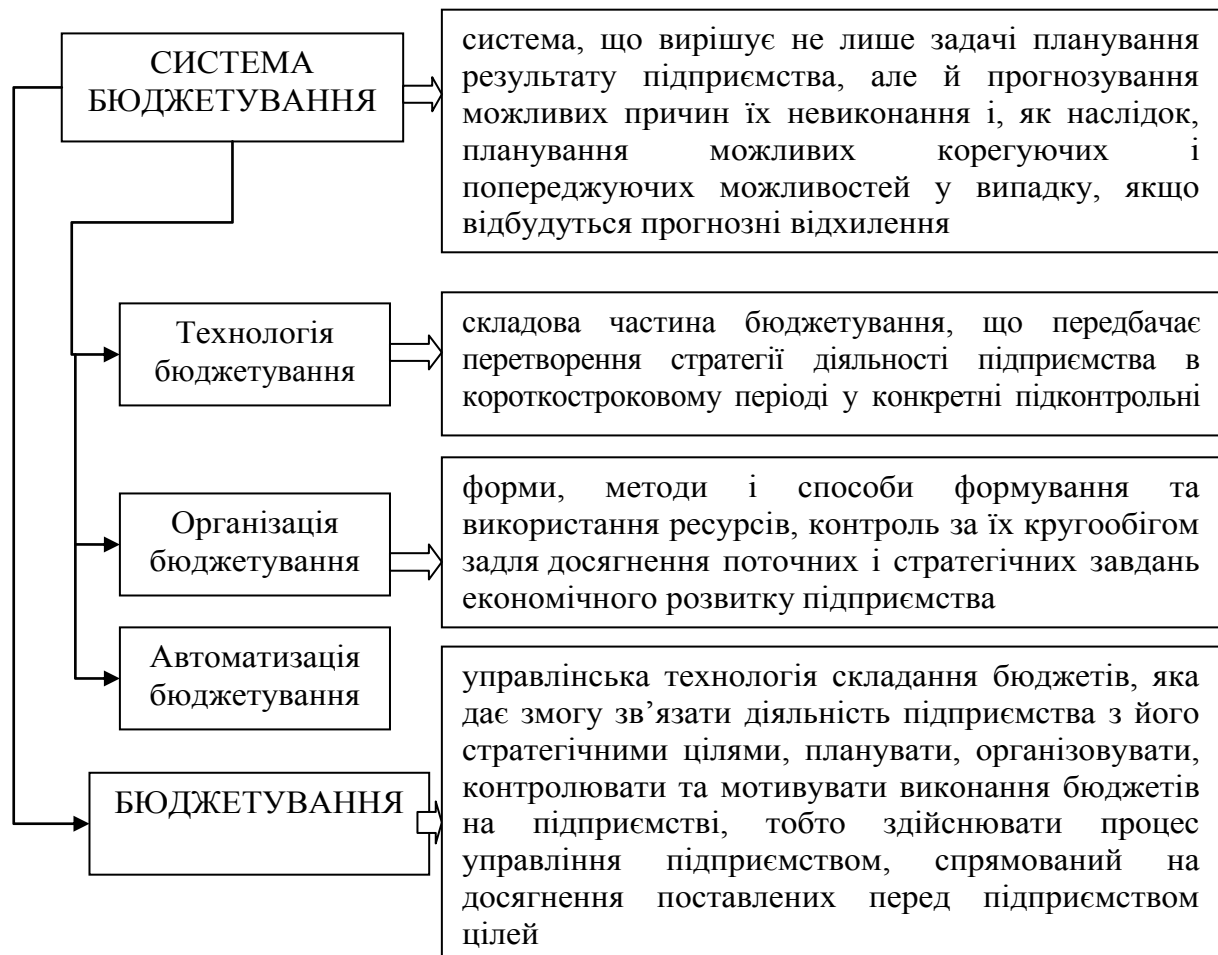 СИСТЕМА
БЮДЖЕТУВАННЯ
система, що вирішує не лише задачі планування
результату підприємства, але й прогнозування
можливих причин їх невиконання і, як наслідок,
планування можливих корегуючих і
попереджуючих можливостей у випадку, якщо
відбудуться прогнозні відхилення
Технологія
бюджетування
складова частина бюджетування, що передбачає
перетворення стратегії діяльності підприємства в
короткостроковому періоді у конкретні підконтрольні
Організація
бюджетування
форми, методи і способи формування та
використання ресурсів, контроль за їх кругообігом
задля досягнення поточних і стратегічних завдань
економічного розвитку підприємства
Автоматизація
бюджетування
БЮДЖЕТУВАННЯ
управлінська технологія складання бюджетів, яка
дає змогу зв’язати діяльність підприємства з його
стратегічними цілями, планувати, організовувати,
контролювати та мотивувати виконання бюджетів
на підприємстві, тобто здійснювати процес
управління підприємством, спрямований на
досягнення поставлених перед підприємством
цілей